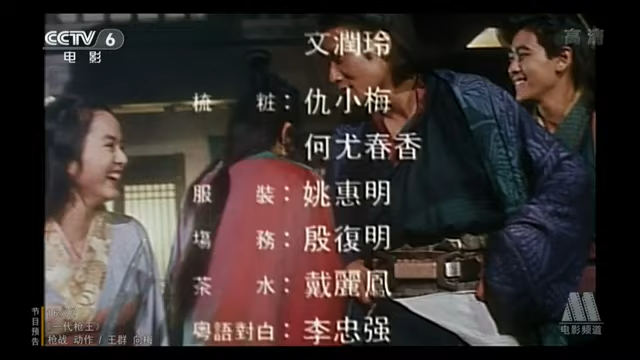 CCTV 6
电影
高清
文潤玲
梳 粧：仇小梅
何尤春香
服 裝：姚惠明
場 務：殷復明
茶 水：戴麗鳳
粵語對白：李忠强
节目预告
《一代枪王》
枪战 动作 / 王群 向梅
电影频道